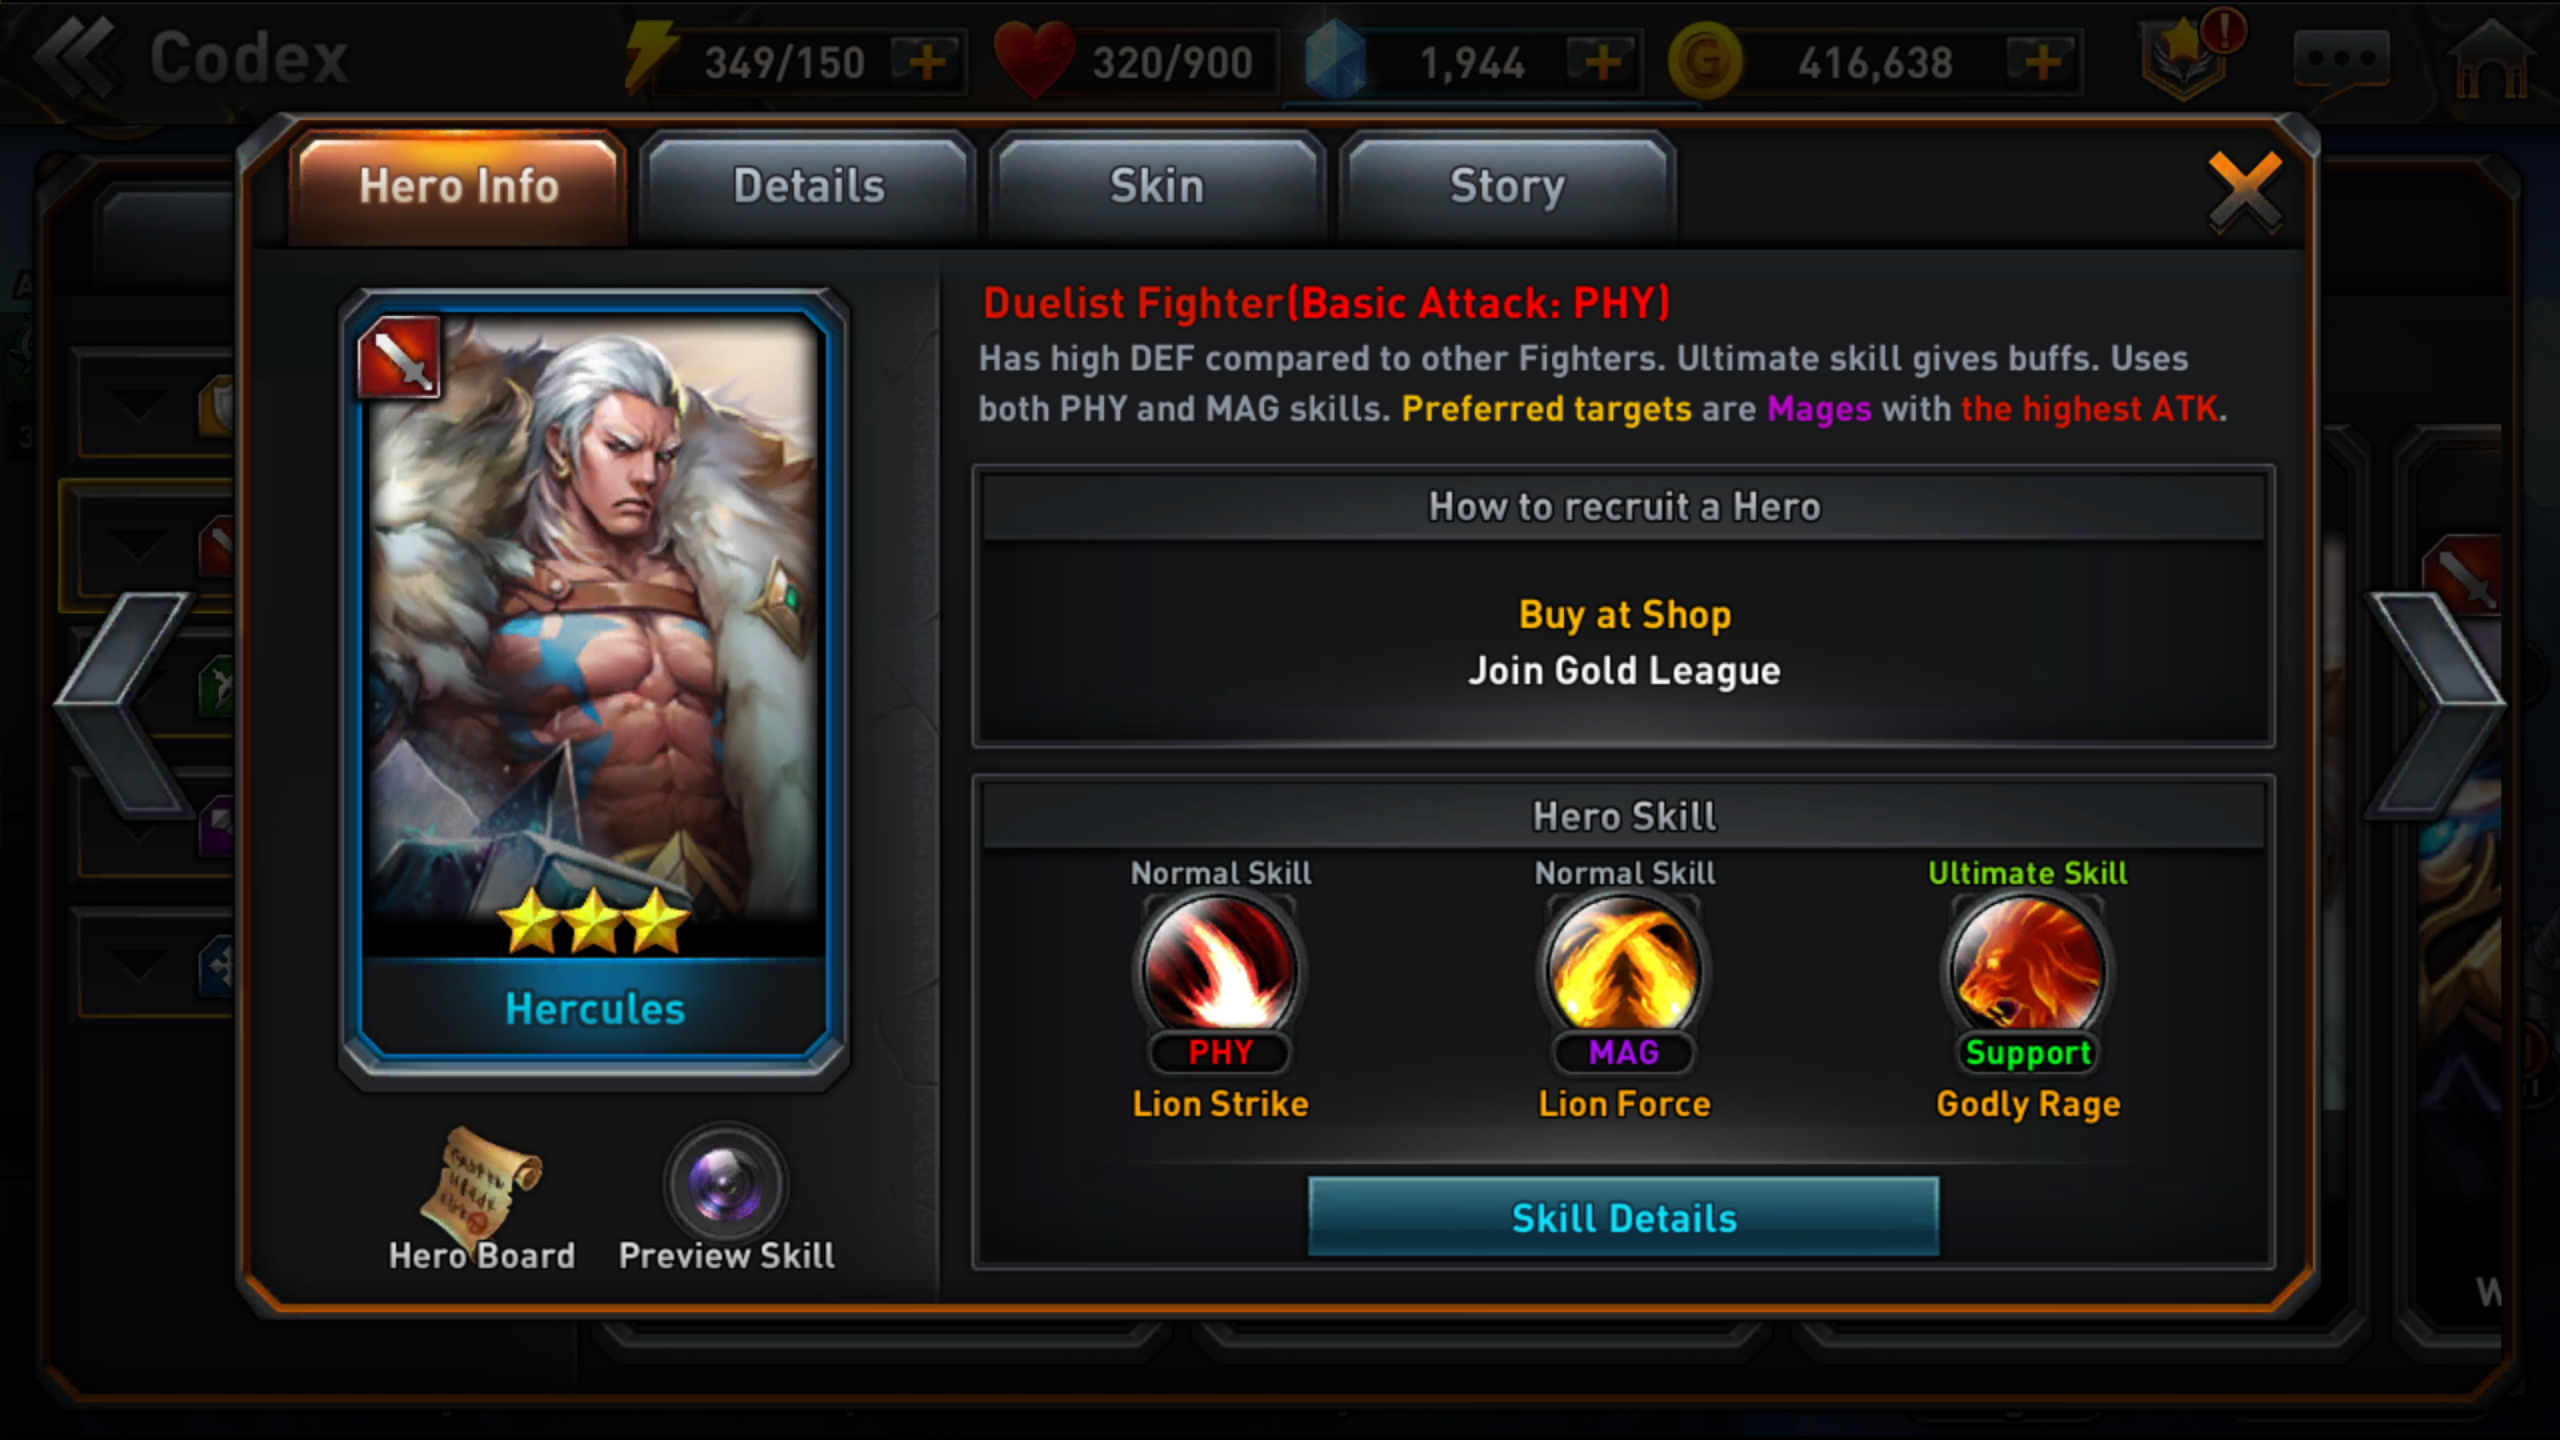 Codex
349/150
320/900
1,944
416,638
Hero Info
Details
Skin
Story
Duelist Fighter(Basic Attack: PHY)
Has high DEF compared to other Fighters. Ultimate skill gives buffs. Uses
both PHY and MAG skills. Preferred targets are Mages with the highest ATK.
How to recruit a Hero
Buy at Shop
Join Gold League
Hercules
Hero Board
Preview Skill
Hero Skill
Normal Skill
Normal Skill
Ultimate Skill
PHY
MAG
Support
Lion Strike
Lion Force
Godly Rage
Skill Details